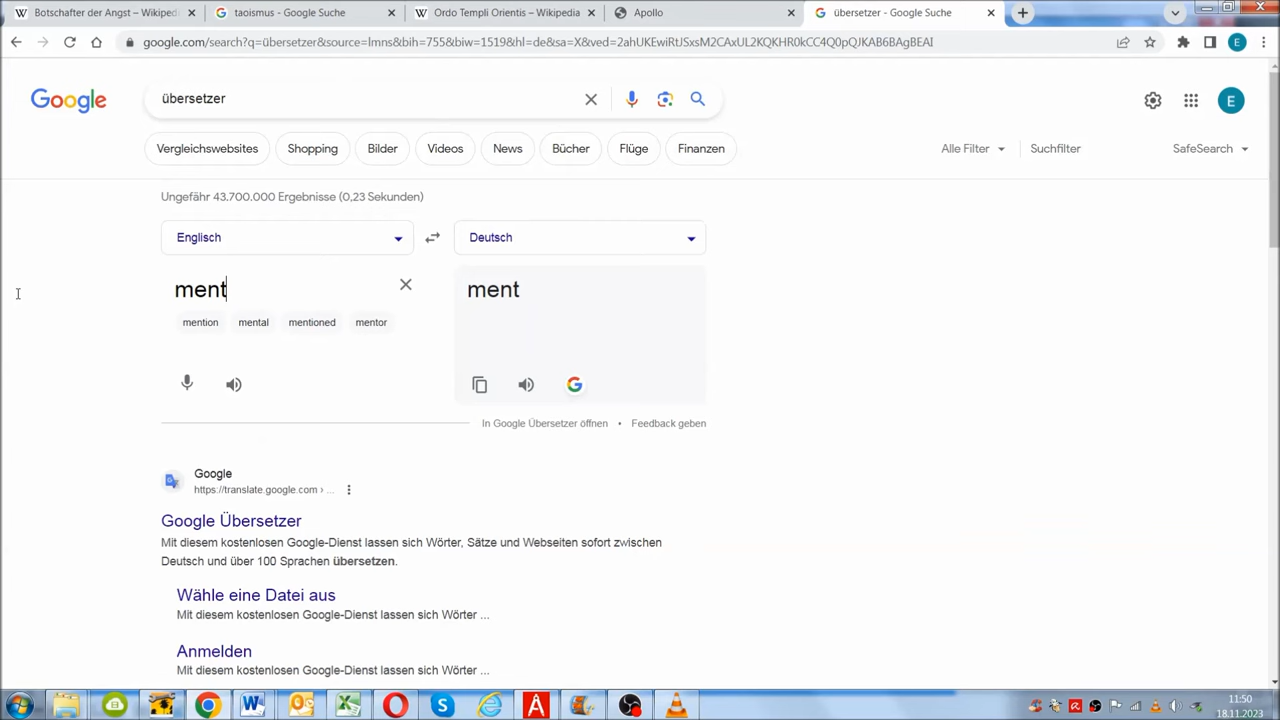 Botschafter der Angst – Wikipedi
taoismus - Google Suche
Ordo Templi Orientis – Wikipedia
Apollo
übersetzer - Google Suche
google.com/search?q=übersetzer&source=lmns&bih=755&biw=1519&hl=de&sa=X&ved=2ahUKEwiRtJSxsM2CAxUL2KQKHR0kCC4Q0pQJKAB6BAgBEAI
E
Google
übersetzer
E
Vergleichswebsites
Shopping
Bilder
Videos
News
Bücher
Flüge
Finanzen
Alle Filter
Suchfilter
SafeSearch
Ungefähr 43.700.000 Ergebnisse (0,23 Sekunden)
Englisch
Deutsch
ment
ment
mention
mental
mentioned
mentor
In Google Übersetzer öffnen • Feedback geben
Google
https://translate.google.com › ...
Google Übersetzer
Mit diesem kostenlosen Google-Dienst lassen sich Wörter, Sätze und Webseiten sofort zwischen
Deutsch und über 100 Sprachen übersetzen.
Wähle eine Datei aus
Mit diesem kostenlosen Google-Dienst lassen sich Wörter ...
Anmelden
Mit diesem kostenlosen Google-Dienst lassen sich Wörter ...
11:50
18.11.2023